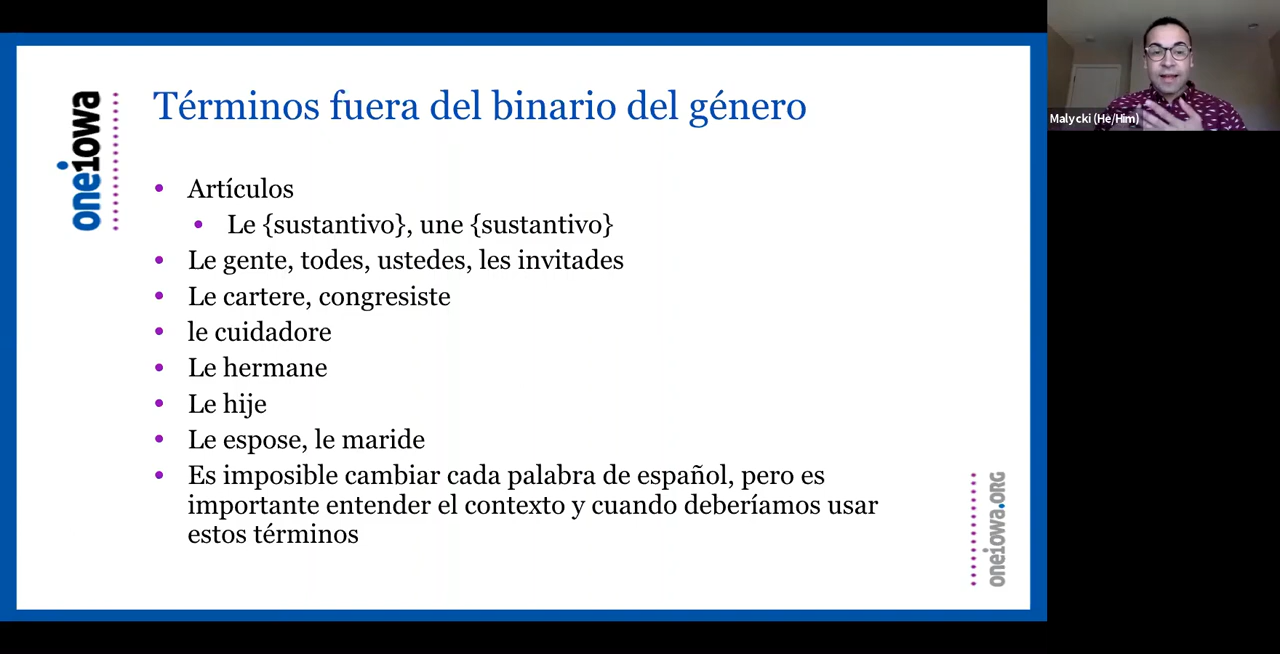 oneiowa
Términos fuera del binario del género
• Artículos
• Le {sustantivo}, une {sustantivo}
• Le gente, todes, ustedes, les invitades
• Le cartere, congresiste
• le cuidadore
• Le hermane
• Le hije
• Le espose, le maride
• Es imposible cambiar cada palabra de español, pero es
importante entender el contexto y cuando deberíamos usar
estos términos
oneiowa.ORG
Malycki (He/Him)